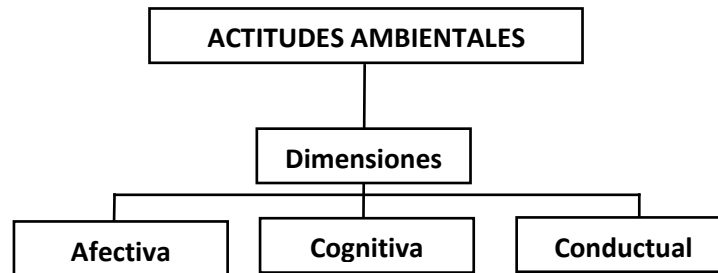 ACTITUDES AMBIENTALES
Dimensiones
Afectiva
Cognitiva
Conductual